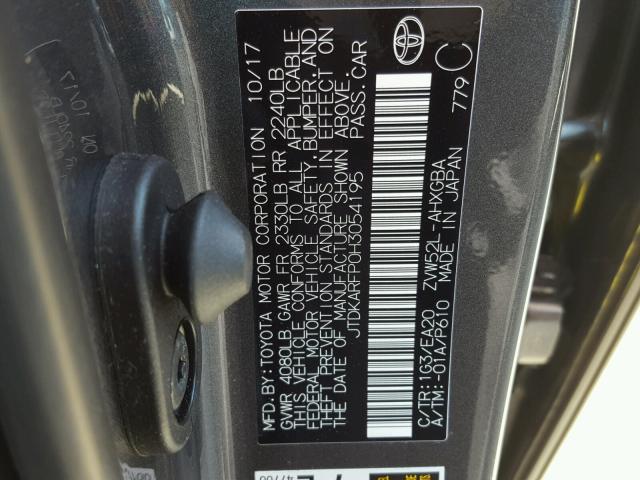 MFD.BY:TOYOTA MOTOR CORPORATION 10/17
GVWR 4080LB GAWR FR 2330LB RR 2240LB
THIS VEHICLE CONFORMS TO ALL APPLICABLE
FEDERAL MOTOR VEHICLE SAFETY,BUMPER,AND
THEFT PREVENTION STANDARDS IN EFFECT ON
THE DATE OF MANUFACTURE SHOWN ABOVE.
JTDKARFP0H3054195 PASS.CAR
C/TR:1G3/EA20 ZVW52L-AHXGBA
A/TM:-01A/P610 MADE IN JAPAN 779 C